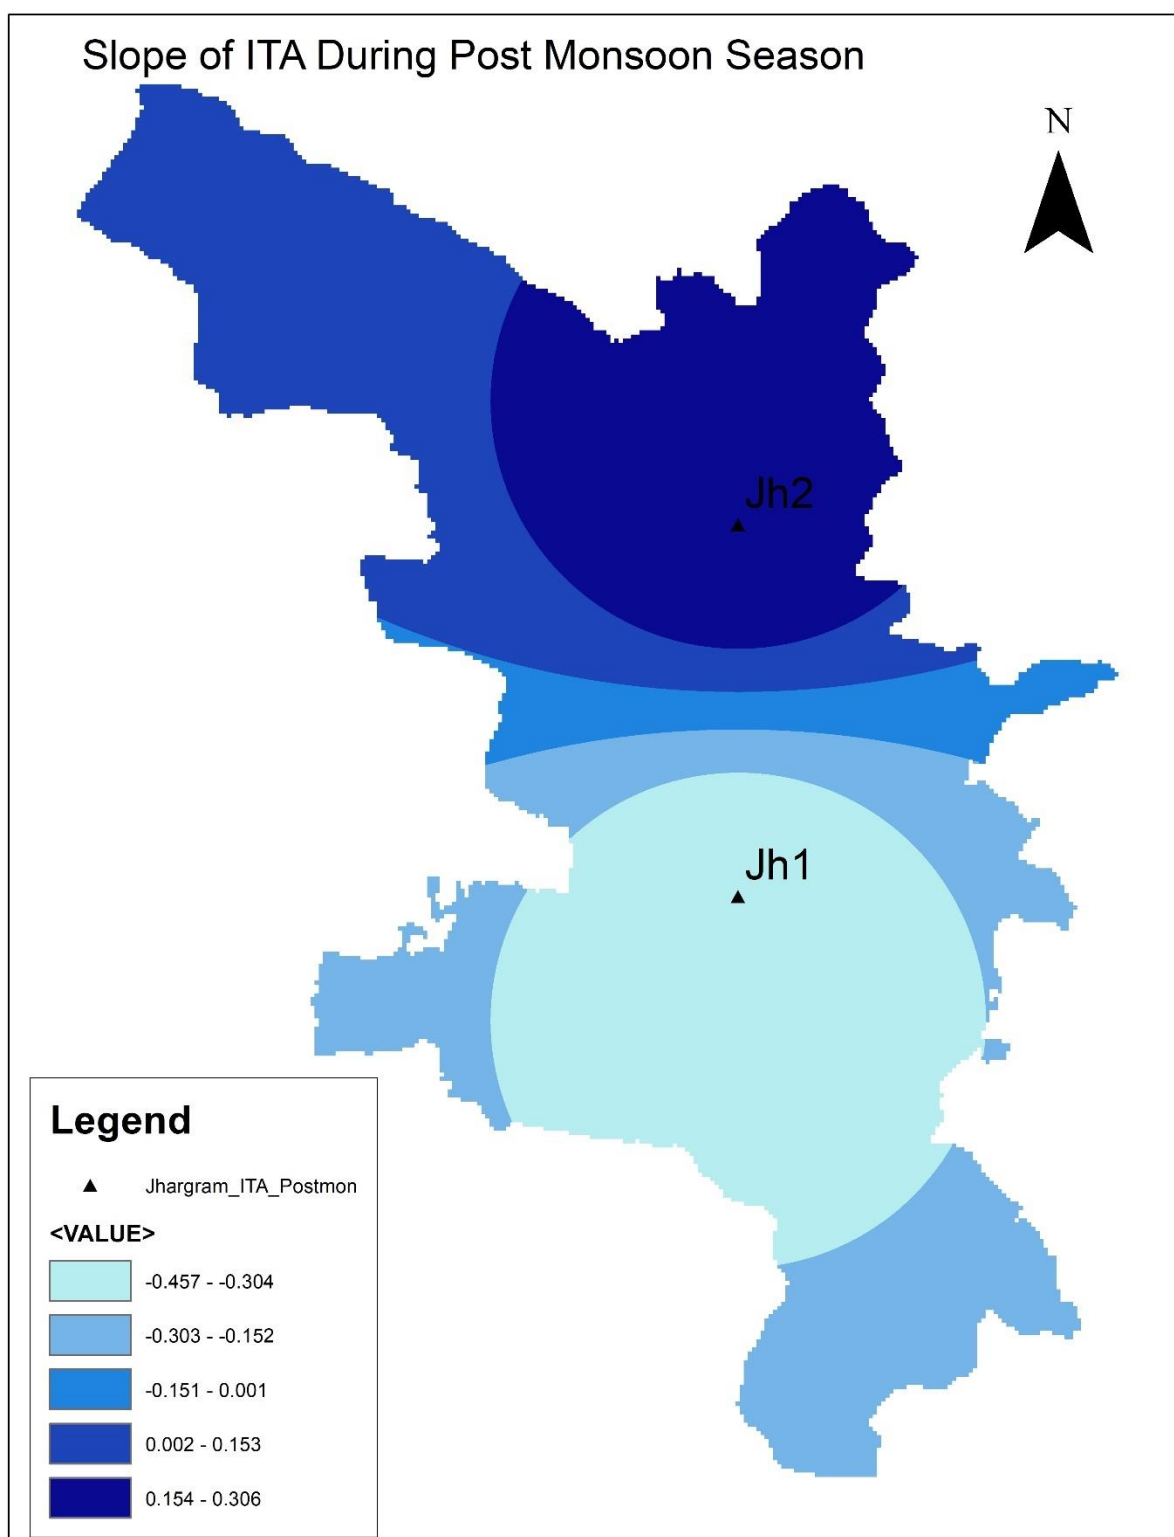 Slope of ITA During Post Monsoon Season
N
Jh2
Jh1
Legend
Jhargram_ITA_Postmon
<VALUE>
-0.457 - -0.304
-0.303 - -0.152
-0.151 - 0.001
0.002 - 0.153
0.154 - 0.306